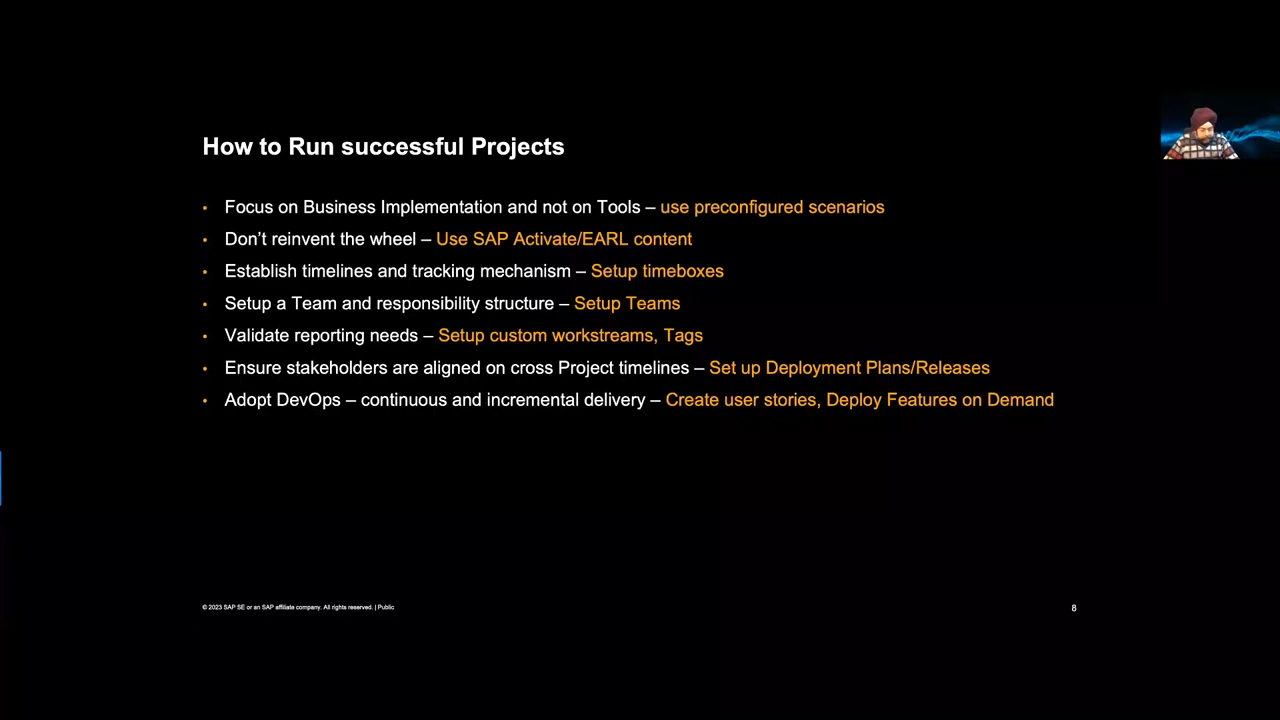 How to Run successful Projects
• Focus on Business Implementation and not on Tools – use preconfigured scenarios
• Don’t reinvent the wheel – Use SAP Activate/EARL content
• Establish timelines and tracking mechanism – Setup timeboxes
• Setup a Team and responsibility structure – Setup Teams
• Validate reporting needs – Setup custom workstreams, Tags
• Ensure stakeholders are aligned on cross Project timelines – Set up Deployment Plans/Releases
• Adopt DevOps – continuous and incremental delivery – Create user stories, Deploy Features on Demand
© 2023 SAP SE or an SAP affiliate company. All rights reserved. | Public
8